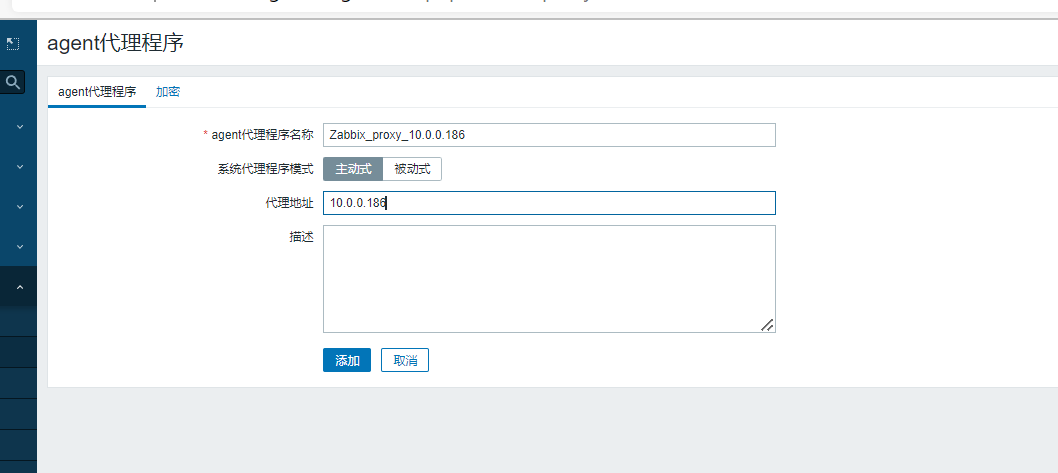 agent代理程序
agent代理程序 加密
* agent代理程序名称 Zabbix_proxy_10.0.0.186
系统代理程序模式 主动式 被动式
代理地址 10.0.0.186
描述
添加 取消